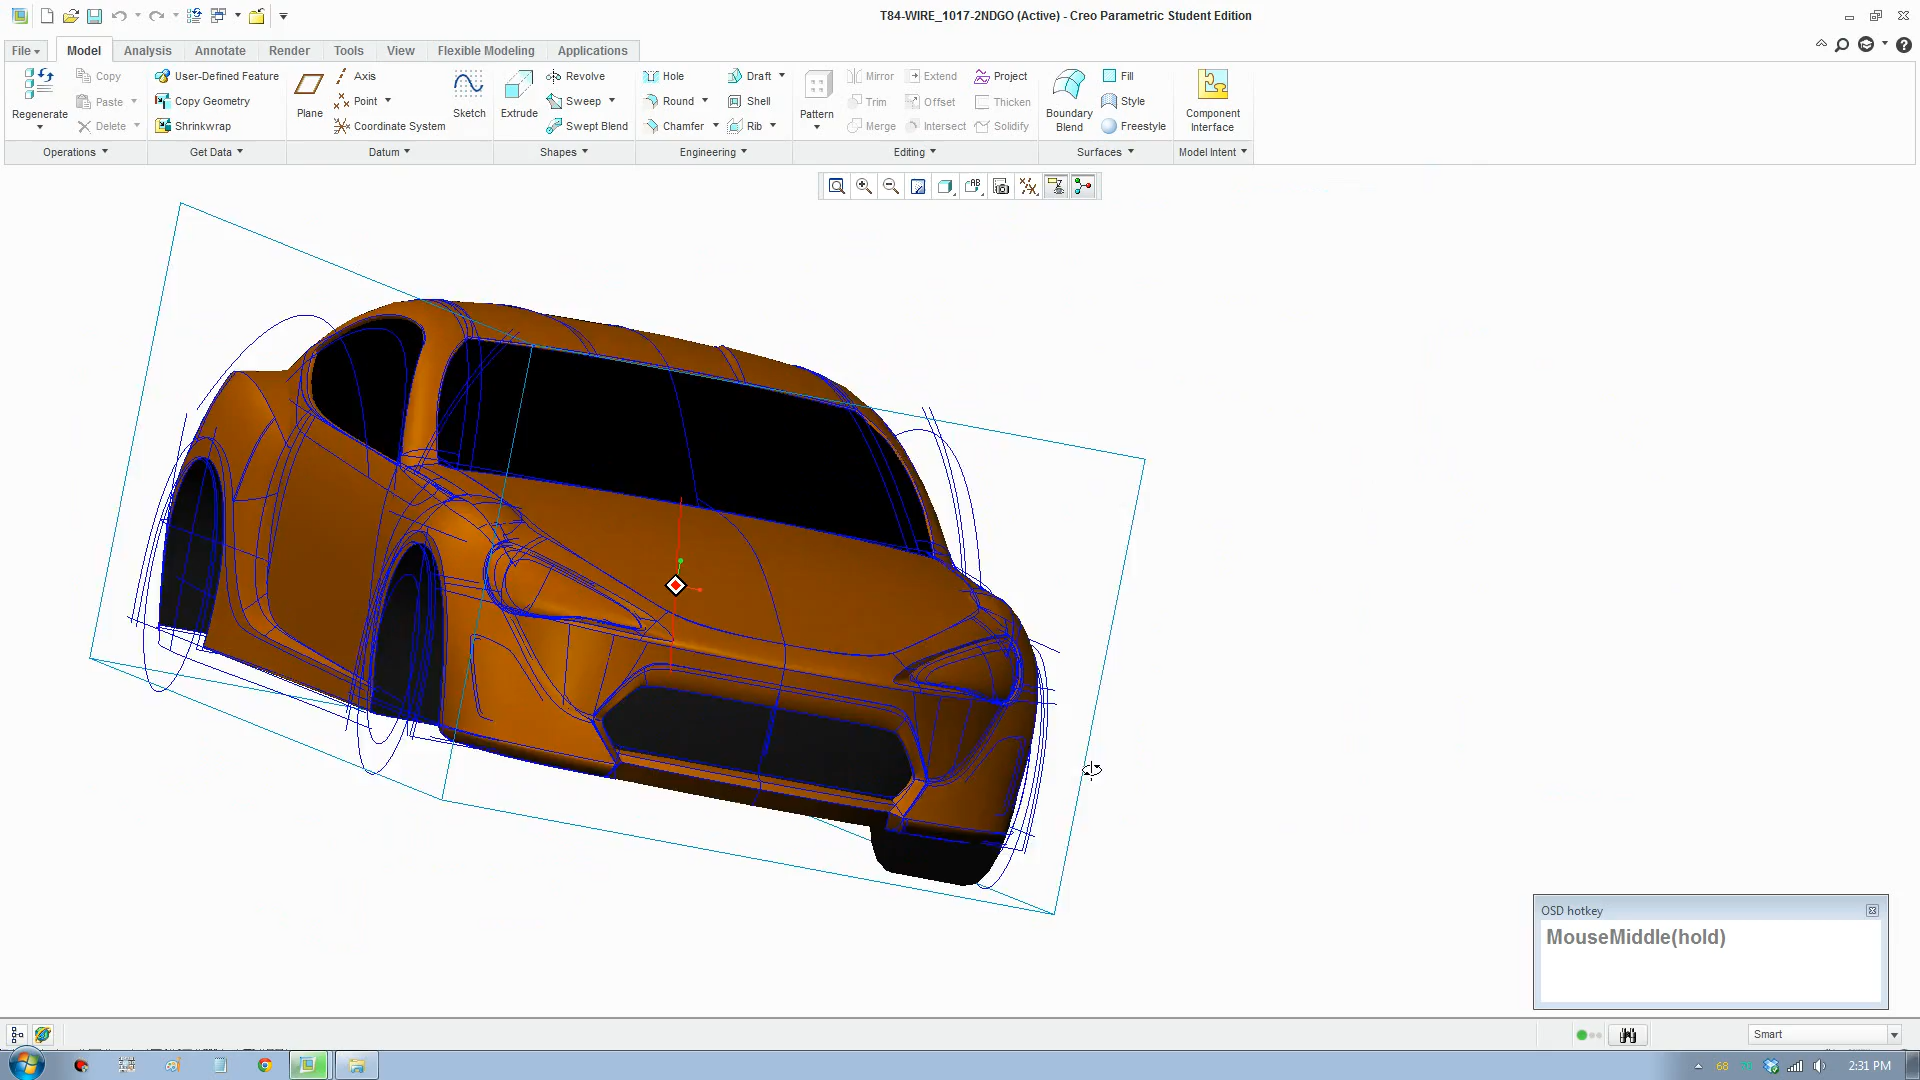 T84-WIRE_1017-2NDGO (Active) - Creo Parametric Student Edition
File Model Analysis Annotate Render Tools View Flexible Modeling Applications
Regenerate Copy User-Defined Feature Plane Axis Sketch Extrude Revolve Hole Draft Pattern Mirror Extend Project Boundary Blend Fill Component Interface
Paste Copy Geometry Point Sweep Round Shell Trim Offset Thicken Style
Delete Shrinkwrap Coordinate System Swept Blend Chamfer Rib Merge Intersect Solidify Freestyle
Operations Get Data Datum Shapes Engineering Editing Surfaces Model Intent
OSD hotkey
MouseMiddle(hold)
Smart
68
2:31 PM